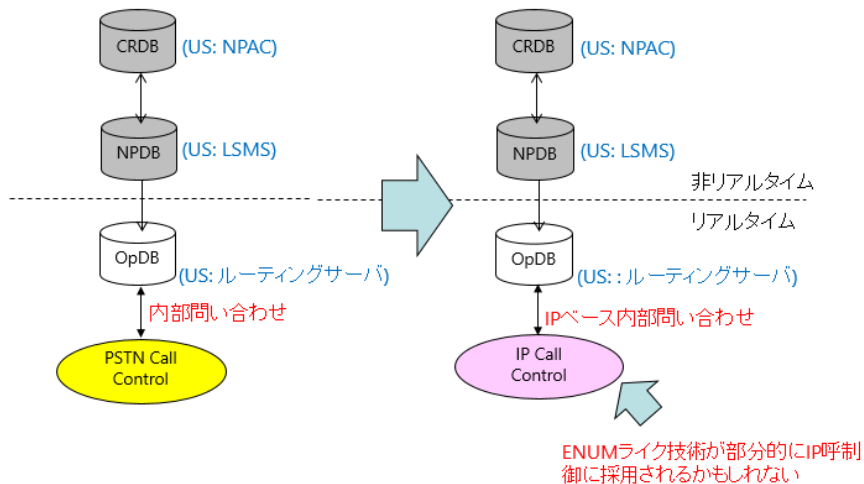 CRDB
(US: NPAC)
NPDB
(US: LSMS)
OpDB
(US: ルーティングサーバ)
内部問い合わせ
PSTN Call
Control
CRDB
(US: NPAC)
NPDB
(US: LSMS)
非リアルタイム
リアルタイム
OpDB
(US: : ルーティングサーバ)
IPベース内部問い合わせ
IP Call
Control
ENUMライク技術が部分的にIP呼制
御に採用されるかもしれない